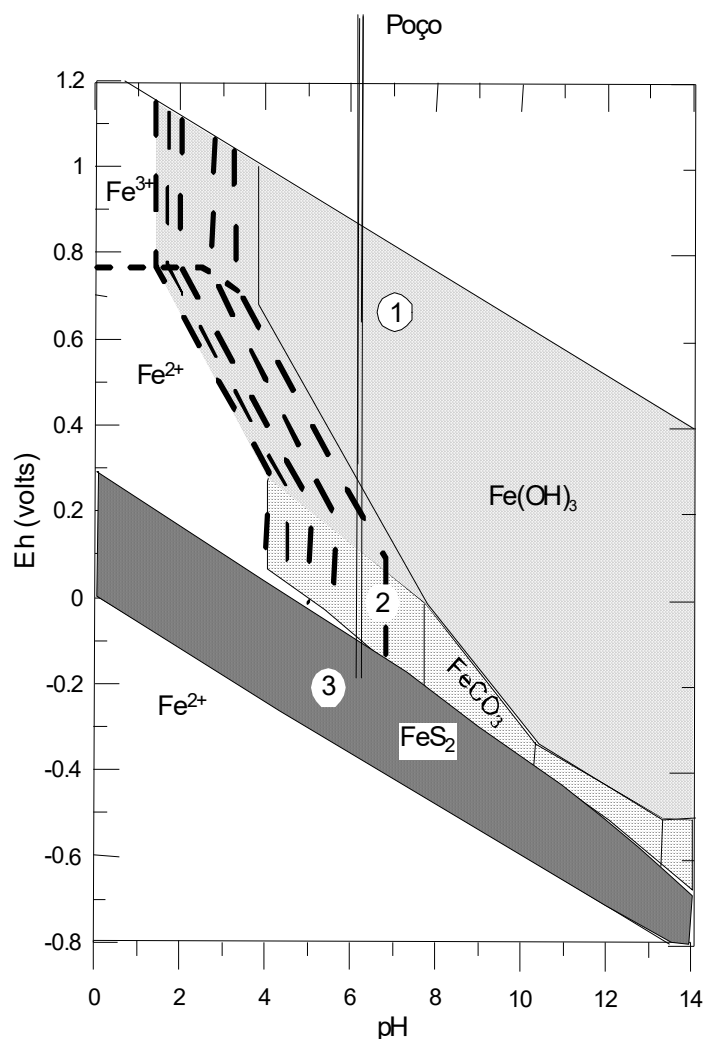 Poço
1.2
1
0.8
0.6
0.4
0.2
0
-0.2
-0.4
-0.6
-0.8
Eh (volts)
Fe³⁺
Fe²⁺
1
Fe(OH)₃
2
FeCO₃
3
Fe²⁺
FeS₂
0 2 4 6 8 10 12 14
pH